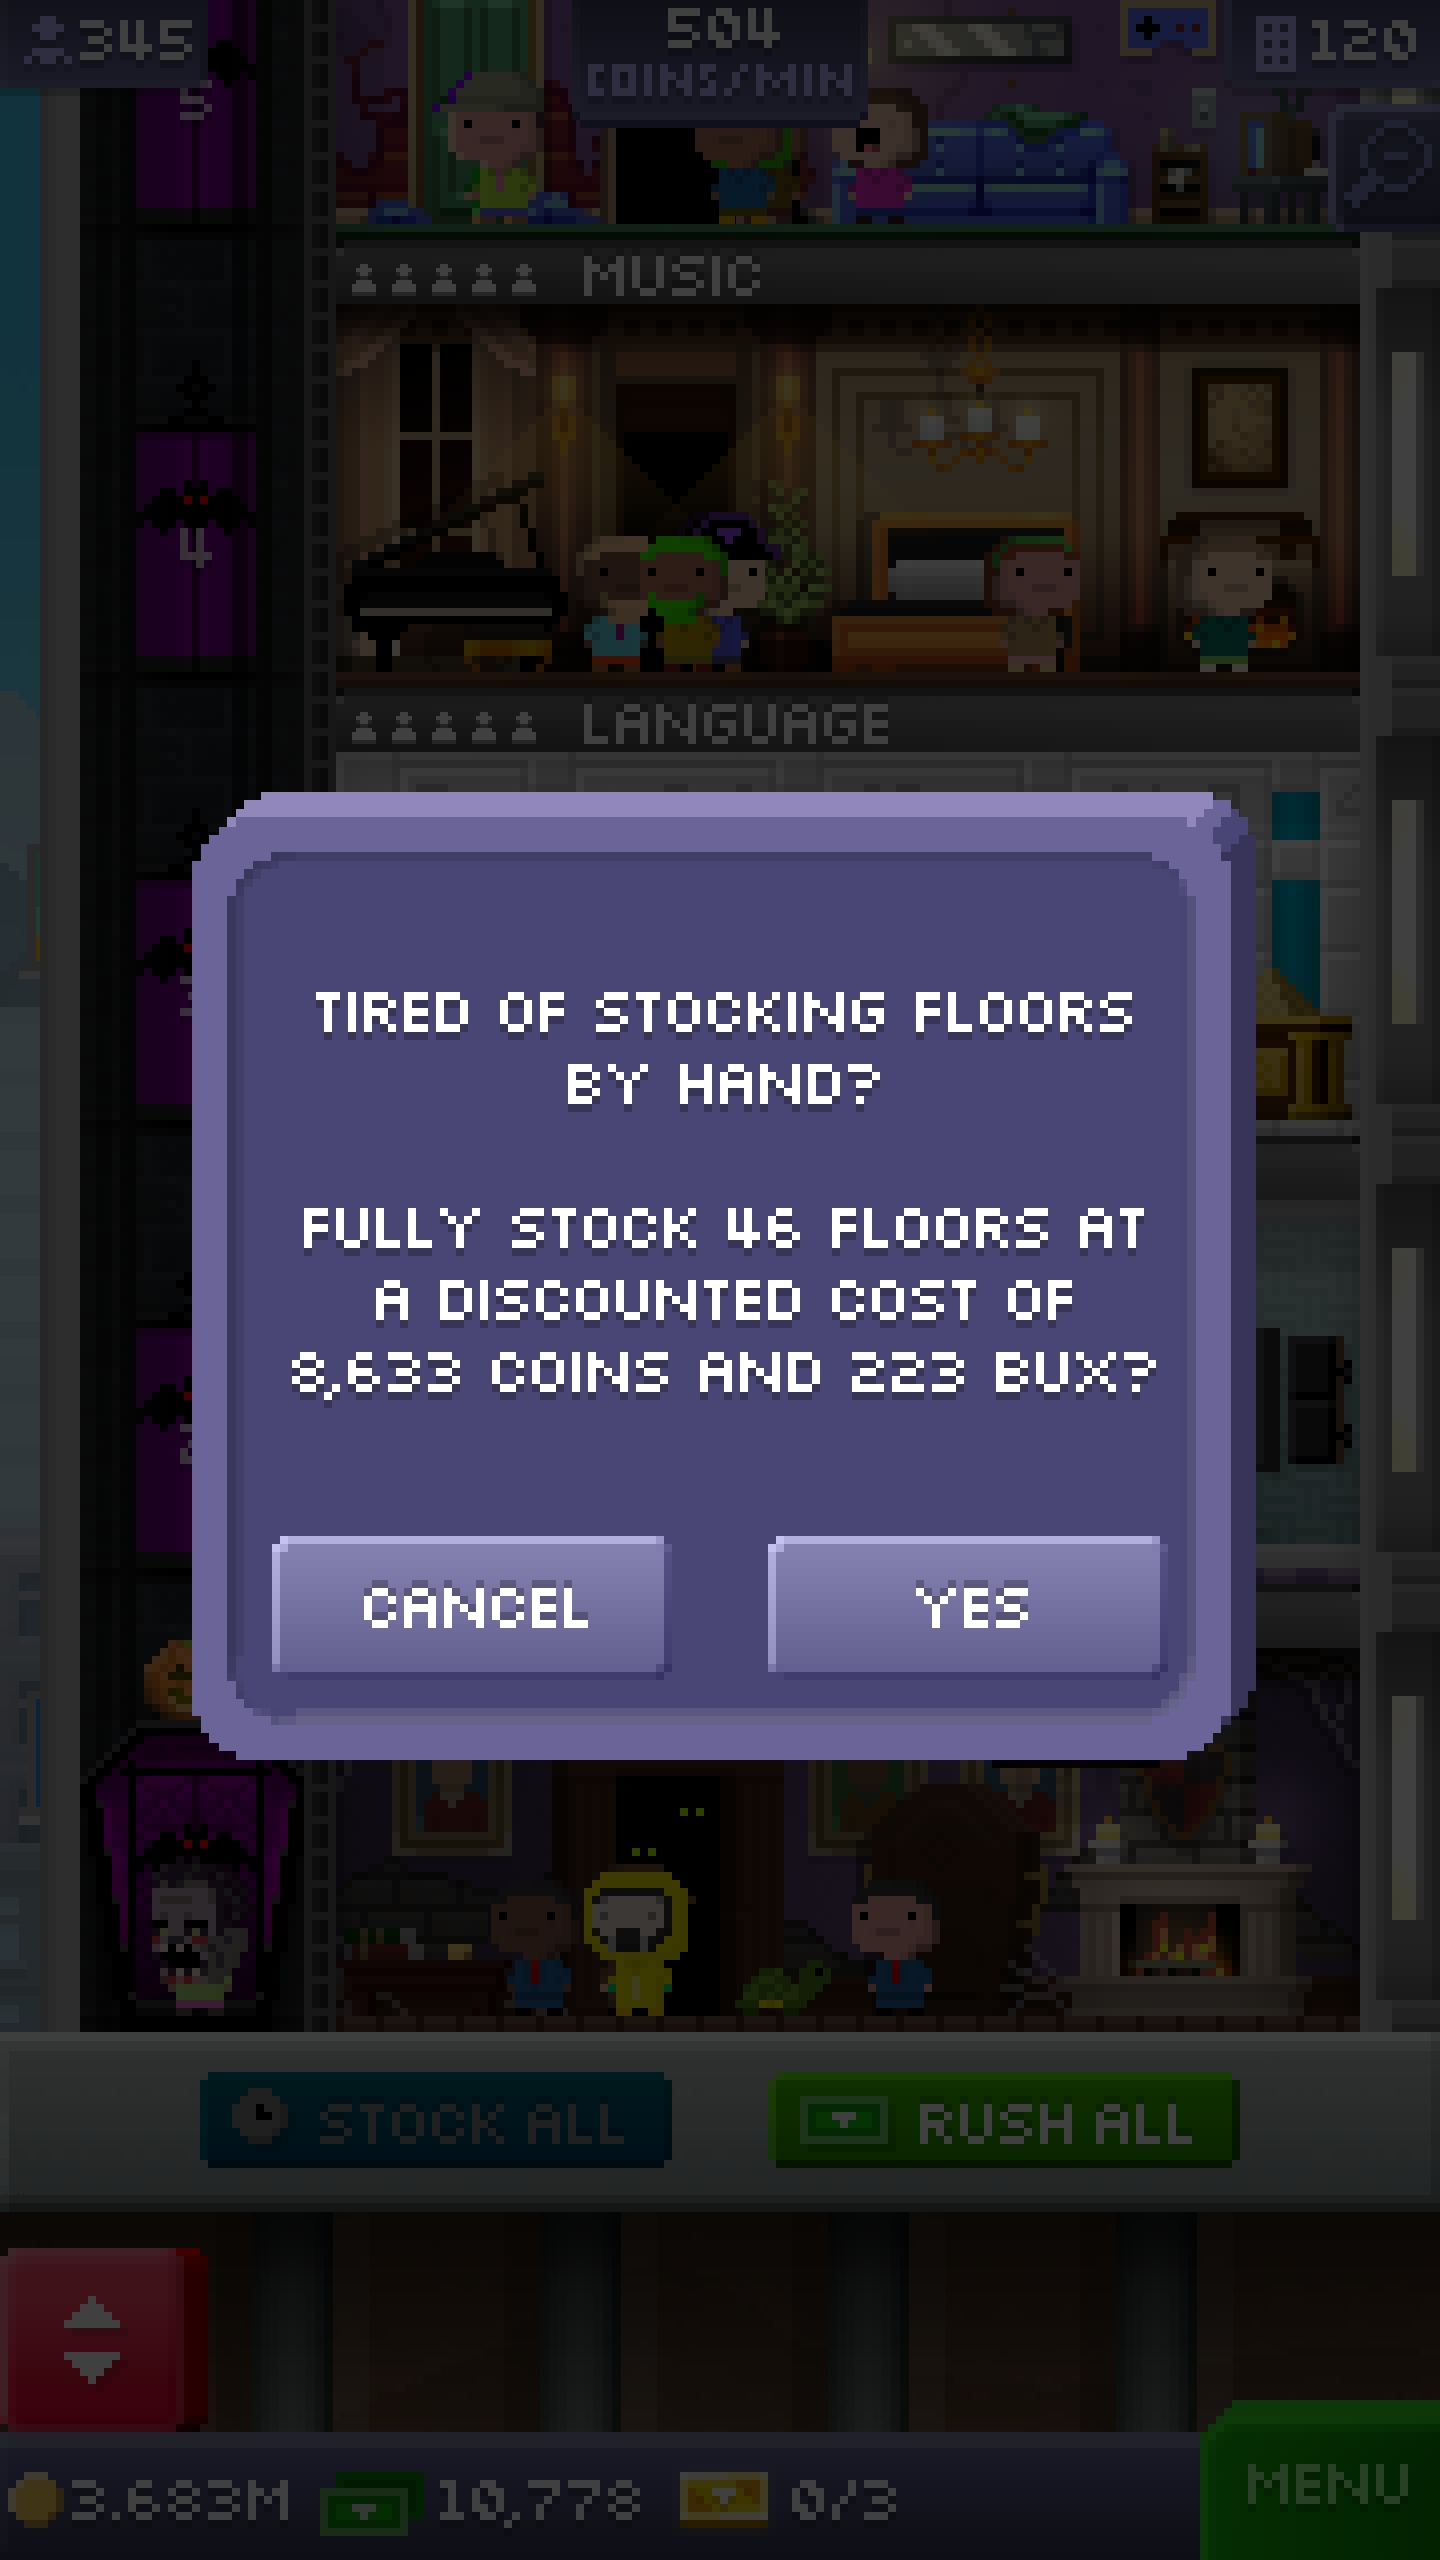 345
504
COINS/MIN
120
5
MUSIC
4
LANGUAGE
TIRED OF STOCKING FLOORS
BY HAND?
FULLY STOCK 46 FLOORS AT
A DISCOUNTED COST OF
8,633 COINS AND 223 BUX?
CANCEL
YES
STOCK ALL
RUSH ALL
3.683M
10,778
0/3
MENU